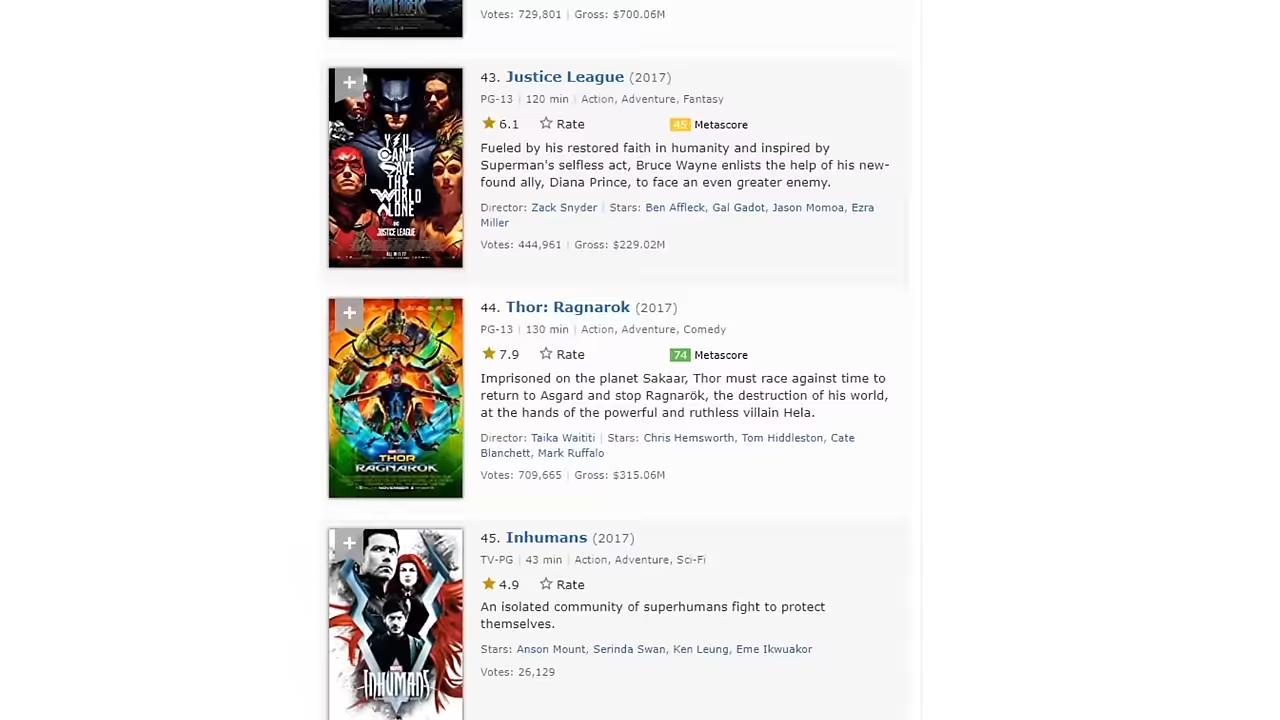 Votes: 729,801 | Gross: $700.06M
43. Justice League (2017)
PG-13 | 120 min | Action, Adventure, Fantasy
6.1 Rate 45 Metascore
Fueled by his restored faith in humanity and inspired by
Superman's selfless act, Bruce Wayne enlists the help of his new-
found ally, Diana Prince, to face an even greater enemy.
Director: Zack Snyder | Stars: Ben Affleck, Gal Gadot, Jason Momoa, Ezra
Miller
Votes: 444,961 | Gross: $229.02M
YOU
CAN'T
SAVE
THE
WORLD
ALONE
JUSTICE LEAGUE
44. Thor: Ragnarok (2017)
PG-13 | 130 min | Action, Adventure, Comedy
7.9 Rate 74 Metascore
Imprisoned on the planet Sakaar, Thor must race against time to
return to Asgard and stop Ragnarök, the destruction of his world,
at the hands of the powerful and ruthless villain Hela.
Director: Taika Waititi | Stars: Chris Hemsworth, Tom Hiddleston, Cate
Blanchett, Mark Ruffalo
Votes: 709,665 | Gross: $315.06M
THOR
RAGNAROK
45. Inhumans (2017)
TV-PG | 43 min | Action, Adventure, Sci-Fi
4.9 Rate
An isolated community of superhumans fight to protect
themselves.
Stars: Anson Mount, Serinda Swan, Ken Leung, Eme Ikwuakor
Votes: 26,129
INHUMANS